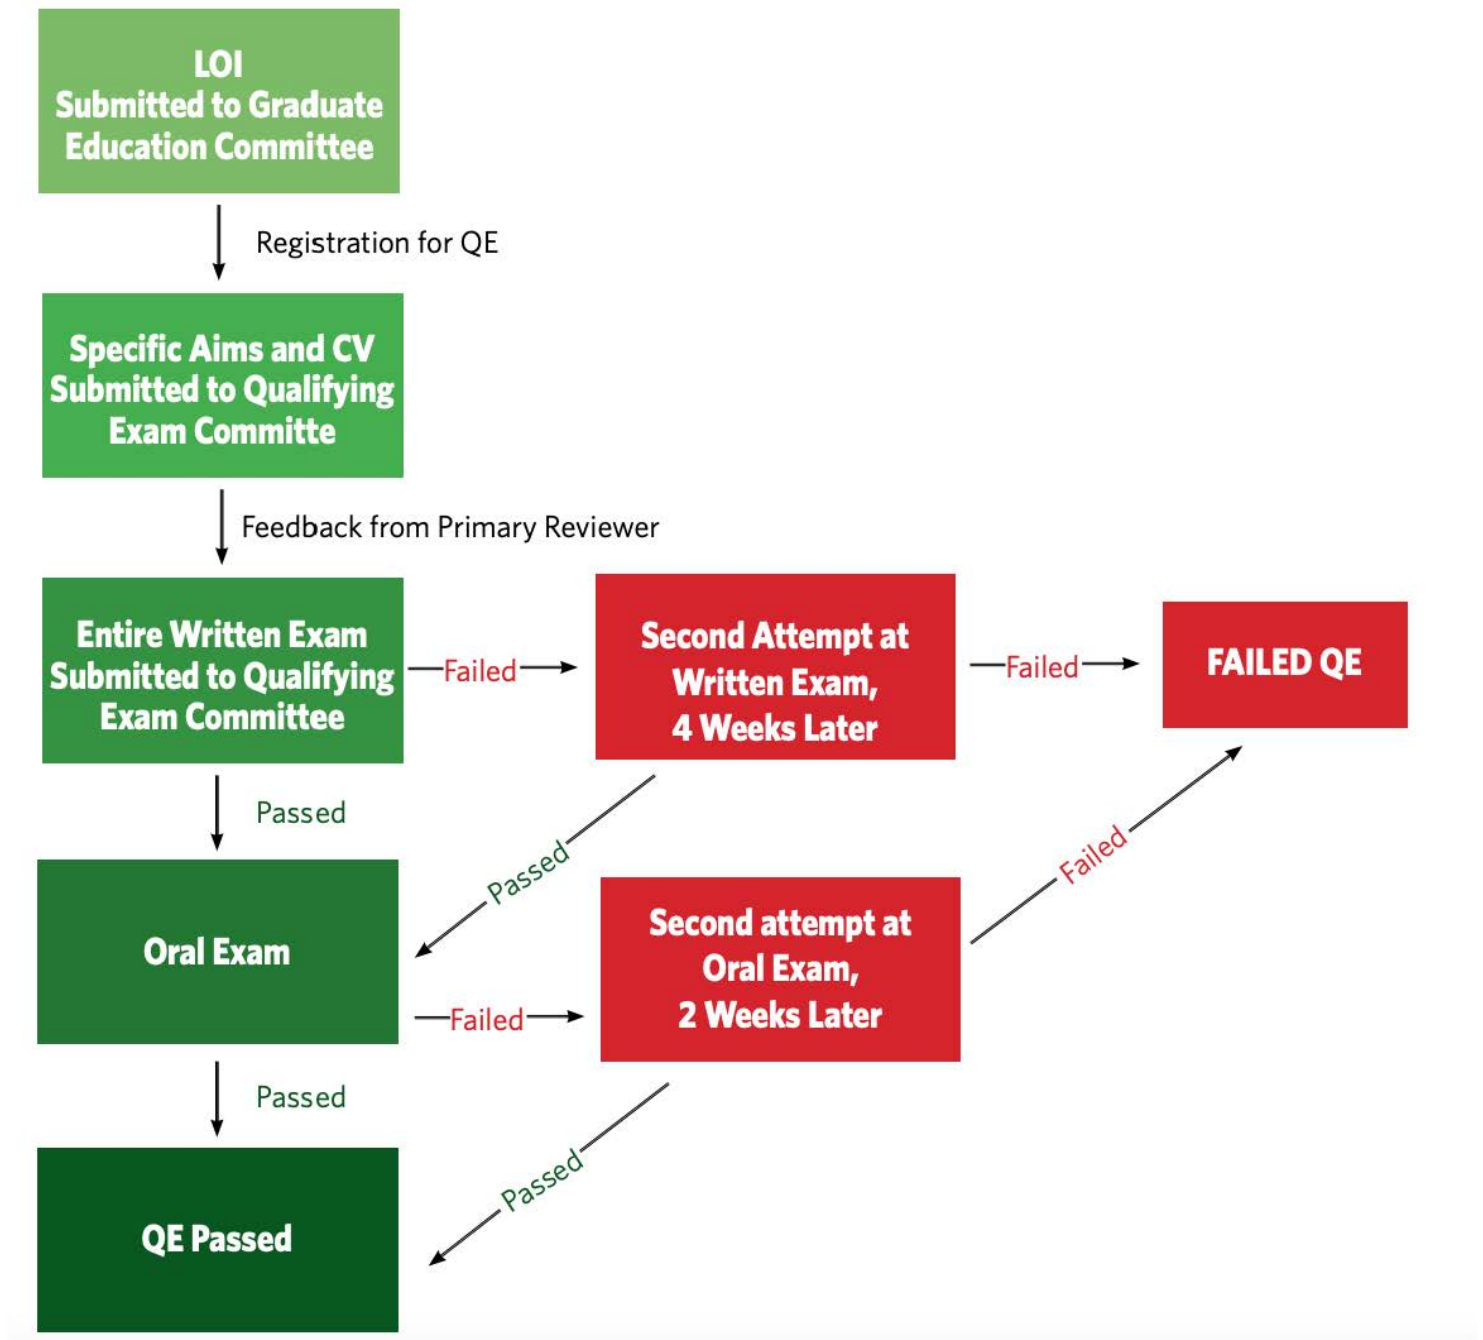 LOI
Submitted to Graduate
Education Committee
Registration for QE
Specific Aims and CV
Submitted to Qualifying
Exam Committe
Feedback from Primary Reviewer
Entire Written Exam
Submitted to Qualifying
Exam Committee
Failed
Second Attempt at
Written Exam,
4 Weeks Later
Failed
FAILED QE
Passed
Passed
Failed
Oral Exam
Failed
Second attempt at
Oral Exam,
2 Weeks Later
Passed
Passed
QE Passed